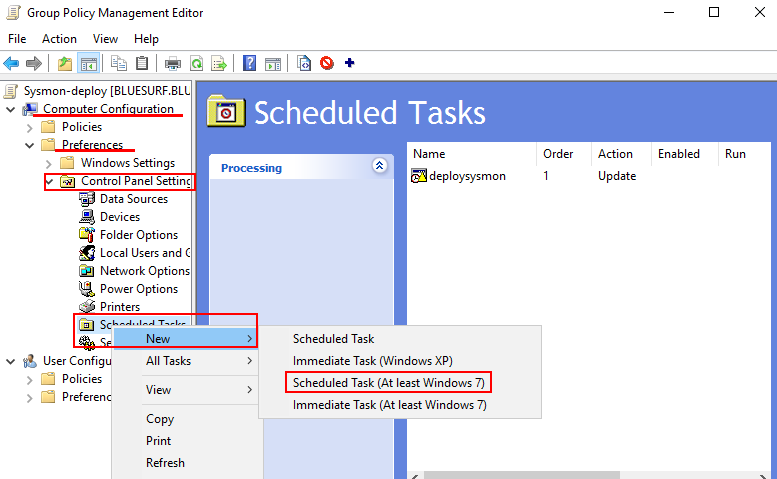 Group Policy Management Editor
File Action View Help
Sysmon-deploy [BLUESURF.BLU
Computer Configuration
Policies
Preferences
Windows Settings
Control Panel Setting
Data Sources
Devices
Folder Options
Local Users and G
Network Options
Power Options
Printers
Scheduled Tasks
Se
User Configu
Policies
Preferenc
Scheduled Tasks
Processing
Name Order Action Enabled Run
deploysysmon 1 Update
New
All Tasks
View
Copy
Print
Refresh
Scheduled Task
Immediate Task (Windows XP)
Scheduled Task (At least Windows 7)
Immediate Task (At least Windows 7)